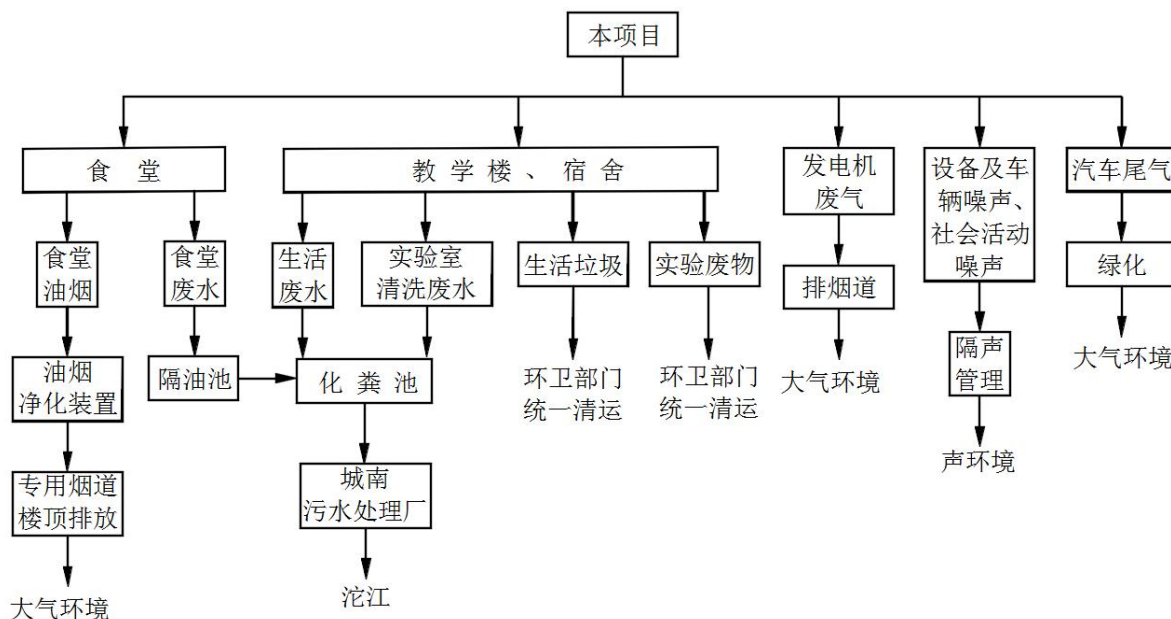 本项目
食堂
教学楼、宿舍
发电机
废气
设备及车
辆噪声、
社会活动
噪声
汽车尾气
食堂
油烟
食堂
废水
生活
废水
实验室
清洗废水
生活垃圾
实验废物
排烟道
绿化
油烟
净化装置
隔油池
化粪池
环卫部门
统一清运
环卫部门
统一清运
大气环境
隔声
管理
大气环境
专用烟道
楼顶排放
城南
污水处理厂
声环境
大气环境
沱江